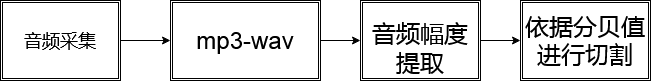 音频采集
mp3-wav
音频幅度
提取
依据分贝值
进行切割